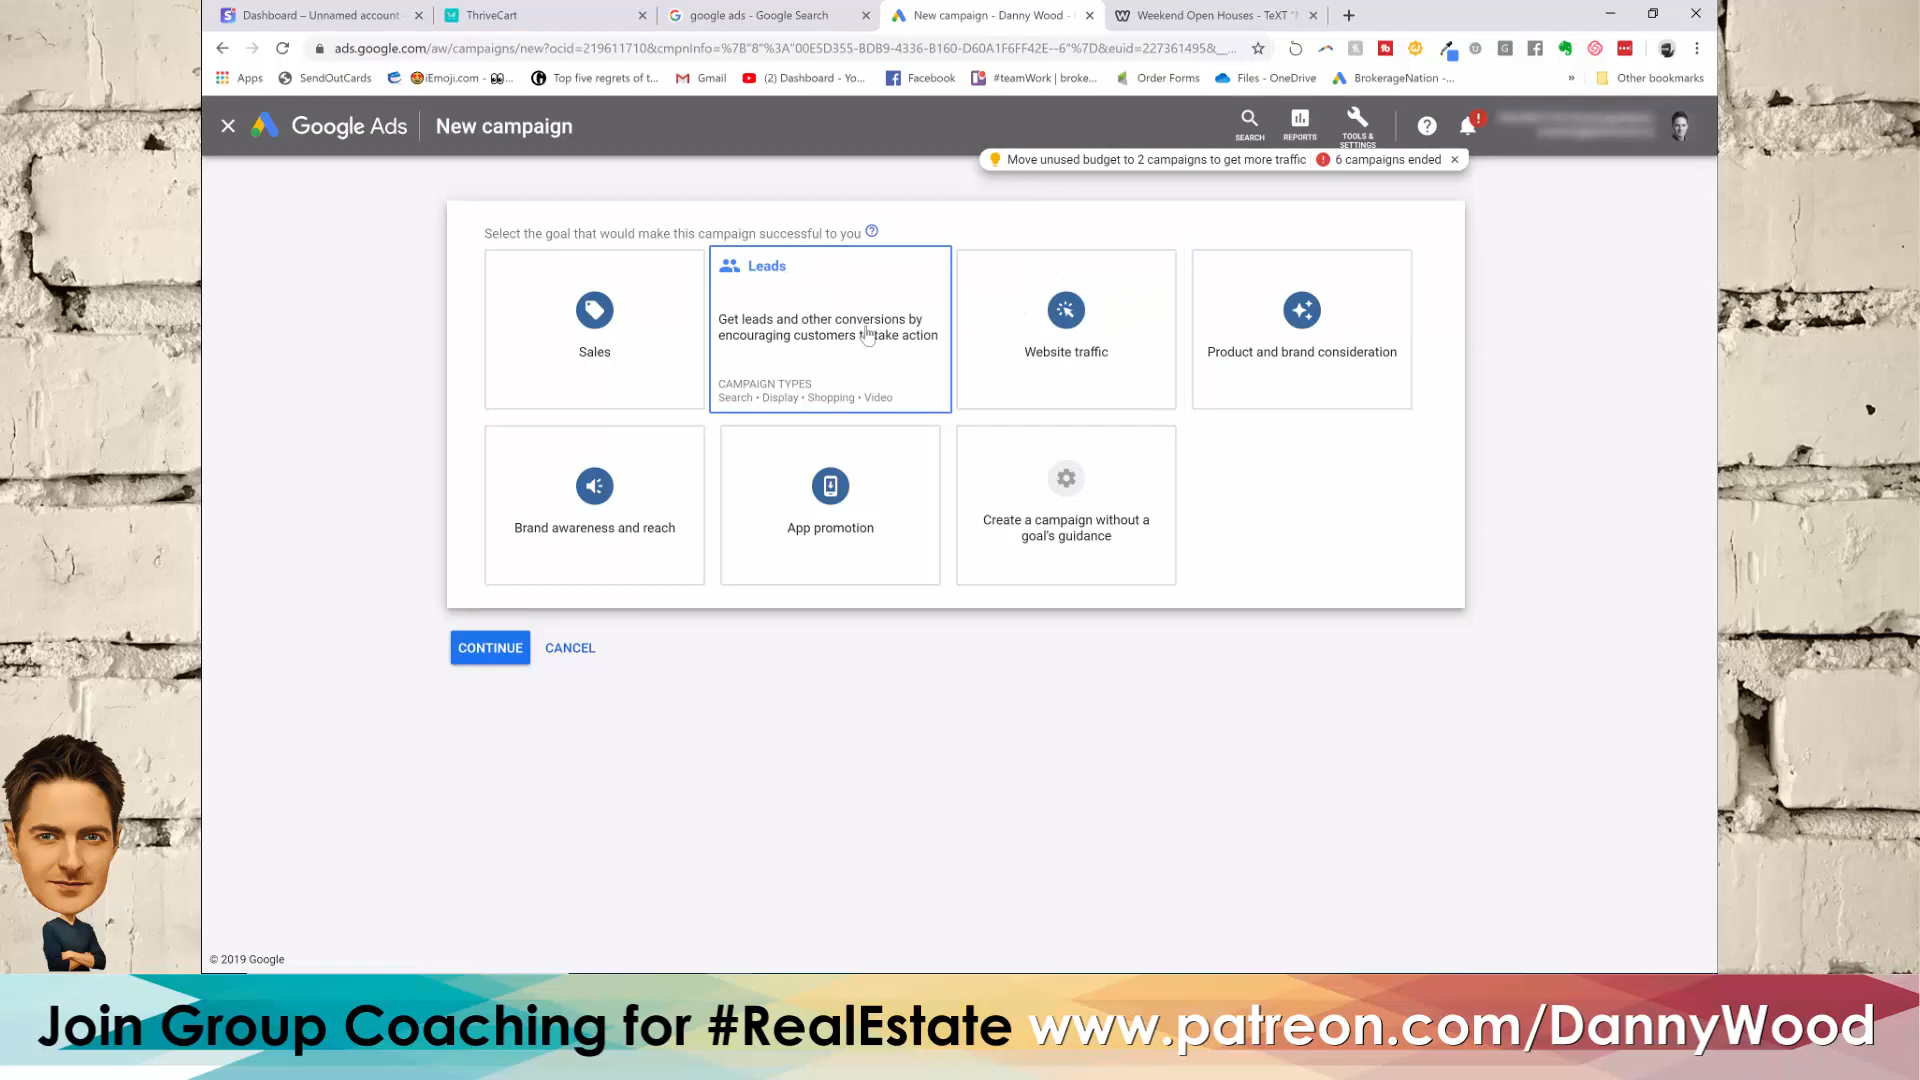 Dashboard – Unnamed account
ThriveCart
google ads - Google Search
New campaign - Danny Wood -
Weekend Open Houses - TeXT "
ads.google.com/aw/campaigns/new?ocid=219611710&cmpnInfo=%7B"8"%3A"00E5D355-BDB9-4336-B160-D60A1F6FF42E--6"%7D&euid=227361495&__...
Apps
SendOutCards
iEmoji.com -
Top five regrets of t...
Gmail
(2) Dashboard - Yo...
Facebook
#teamWork | broke...
Order Forms
Files - OneDrive
BrokerageNation -...
»
Other bookmarks
Google Ads
New campaign
SEARCH
REPORTS
TOOLS &
SETTINGS
Move unused budget to 2 campaigns to get more traffic
6 campaigns ended
Select the goal that would make this campaign successful to you
Sales
Leads
Get leads and other conversions by
encouraging customers to take action
CAMPAIGN TYPES
Search • Display • Shopping • Video
Website traffic
Product and brand consideration
Brand awareness and reach
App promotion
Create a campaign without a
goal's guidance
CONTINUE
CANCEL
© 2019 Google
Join Group Coaching for #RealEstate www.patreon.com/DannyWood